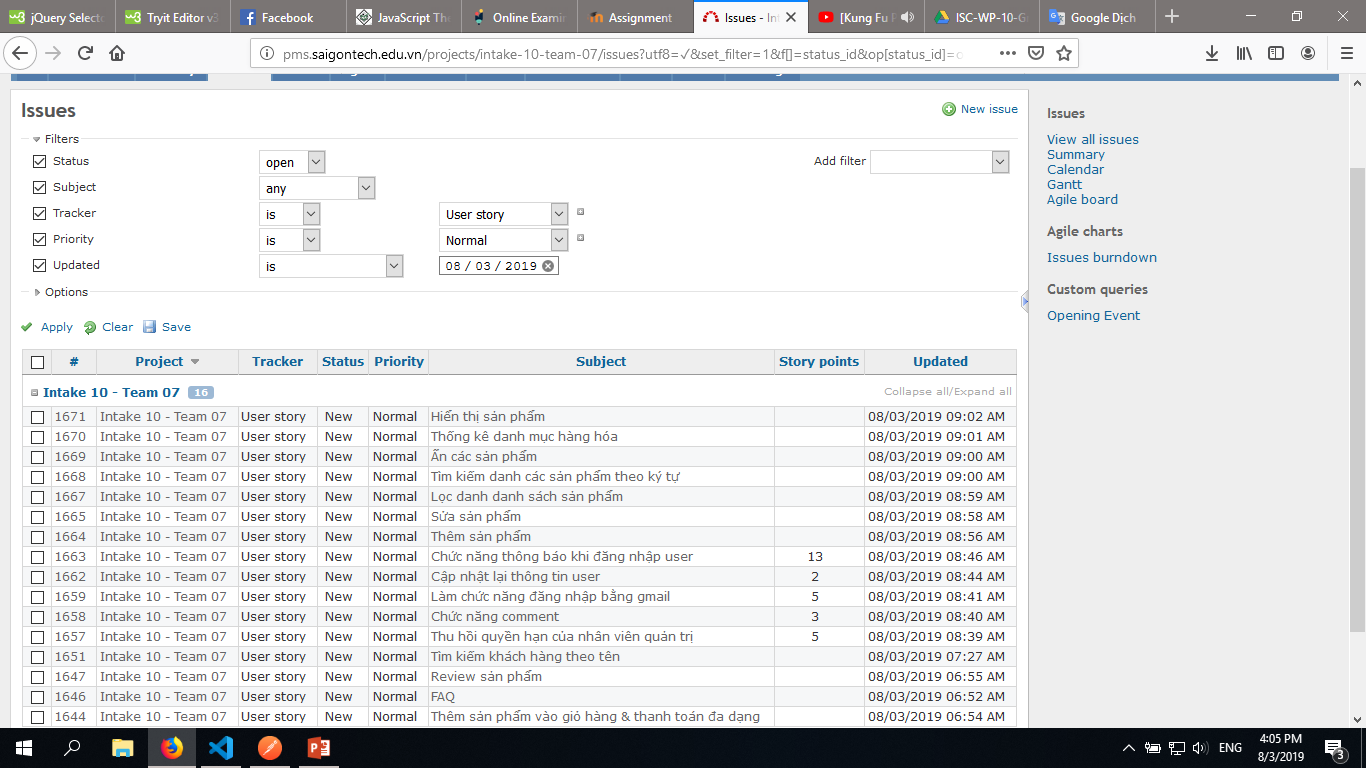 jQuery Select
Tryit Editor v3
Facebook
JavaScript The
Online Examin
Assignment
Issues - Int
[Kung Fu P
ISC-WP-10-Gr
Google Dịch
pms.saigontech.edu.vn/projects/intake-10-team-07/issues?utf8=✓&set_filter=1&f[]=status_id&op[status_id]=o
Issues
New issue
Filters
Status open Add filter
Subject any
Tracker is User story
Priority is Normal
Updated is 08 / 03 / 2019
Options
Apply Clear Save
# Project Tracker Status Priority Subject Story points Updated
Intake 10 - Team 07 16 Collapse all/Expand all
1671 Intake 10 - Team 07 User story New Normal Hiển thị sản phẩm 08/03/2019 09:02 AM
1670 Intake 10 - Team 07 User story New Normal Thống kê danh mục hàng hóa 08/03/2019 09:01 AM
1669 Intake 10 - Team 07 User story New Normal Ẩn các sản phẩm 08/03/2019 09:00 AM
1668 Intake 10 - Team 07 User story New Normal Tìm kiếm danh các sản phẩm theo ký tự 08/03/2019 09:00 AM
1667 Intake 10 - Team 07 User story New Normal Lọc danh danh sách sản phẩm 08/03/2019 08:59 AM
1665 Intake 10 - Team 07 User story New Normal Sửa sản phẩm 08/03/2019 08:58 AM
1664 Intake 10 - Team 07 User story New Normal Thêm sản phẩm 08/03/2019 08:56 AM
1663 Intake 10 - Team 07 User story New Normal Chức năng thông báo khi đăng nhập user 13 08/03/2019 08:46 AM
1662 Intake 10 - Team 07 User story New Normal Cập nhật lại thông tin user 2 08/03/2019 08:44 AM
1659 Intake 10 - Team 07 User story New Normal Làm chức năng đăng nhập bằng gmail 5 08/03/2019 08:41 AM
1658 Intake 10 - Team 07 User story New Normal Chức năng comment 3 08/03/2019 08:40 AM
1657 Intake 10 - Team 07 User story New Normal Thu hồi quyền hạn của nhân viên quản trị 5 08/03/2019 08:39 AM
1651 Intake 10 - Team 07 User story New Normal Tìm kiếm khách hàng theo tên 08/03/2019 07:27 AM
1647 Intake 10 - Team 07 User story New Normal Review sản phẩm 08/03/2019 06:55 AM
1646 Intake 10 - Team 07 User story New Normal FAQ 08/03/2019 06:52 AM
1644 Intake 10 - Team 07 User story New Normal Thêm sản phẩm vào giỏ hàng & thanh toán đa dạng 08/03/2019 06:54 AM
Issues
View all issues
Summary
Calendar
Gantt
Agile board
Agile charts
Issues burndown
Custom queries
Opening Event
ENG
4:05 PM
8/3/2019
3